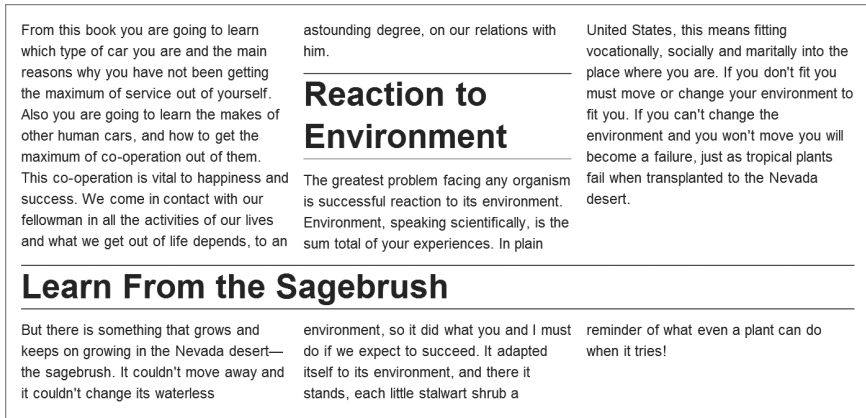 From this book you are going to learn
which type of car you are and the main
reasons why you have not been getting
the maximum of service out of yourself.
Also you are going to learn the makes of
other human cars, and how to get the
maximum of co-operation out of them.
This co-operation is vital to happiness and
success. We come in contact with our
fellowman in all the activities of our lives
and what we get out of life depends, to an
astounding degree, on our relations with
him.
Reaction to
Environment
The greatest problem facing any organism
is successful reaction to its environment.
Environment, speaking scientifically, is the
sum total of your experiences. In plain
United States, this means fitting
vocationally, socially and maritally into the
place where you are. If you don't fit you
must move or change your environment to
fit you. If you can't change the
environment and you won't move you will
become a failure, just as tropical plants
fail when transplanted to the Nevada
desert.
Learn From the Sagebrush
But there is something that grows and
keeps on growing in the Nevada desert—
the sagebrush. It couldn't move away and
it couldn't change its waterless
environment, so it did what you and I must
do if we expect to succeed. It adapted
itself to its environment, and there it
stands, each little stalwart shrub a
reminder of what even a plant can do
when it tries!